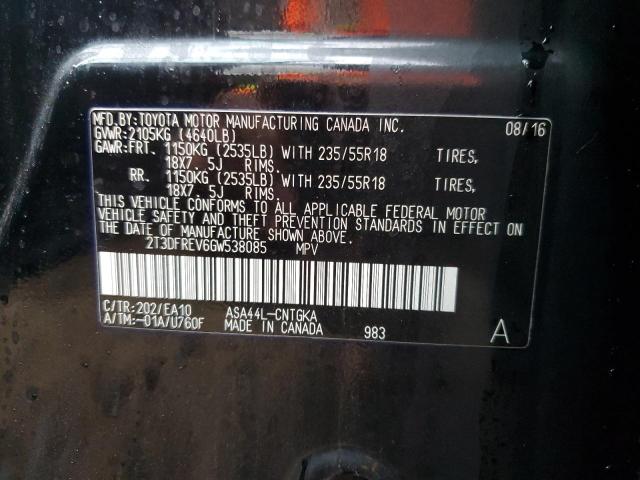 MFD.BY:TOYOTA MOTOR MANUFACTURING CANADA INC. 08/16
GVWR:2105KG (4640LB)
GAWR:FRT. 1150KG (2535LB) WITH 235/55R18 TIRES,
18X7 .5J RIMS.
RR. 1150KG (2535LB) WITH 235/55R18 TIRES,
18X7 .5J RIMS.
THIS VEHICLE CONFORMS TO ALL APPLICABLE FEDERAL MOTOR
VEHICLE SAFETY AND THEFT PREVENTION STANDARDS IN EFFECT ON
THE DATE OF MANUFACTURE SHOWN ABOVE.
2T3DFREV6GW538085 MPV
C/TR:202/EA10 ASA44L-CNTGKA
A/TM:-01A/U760F MADE IN CANADA 983 A